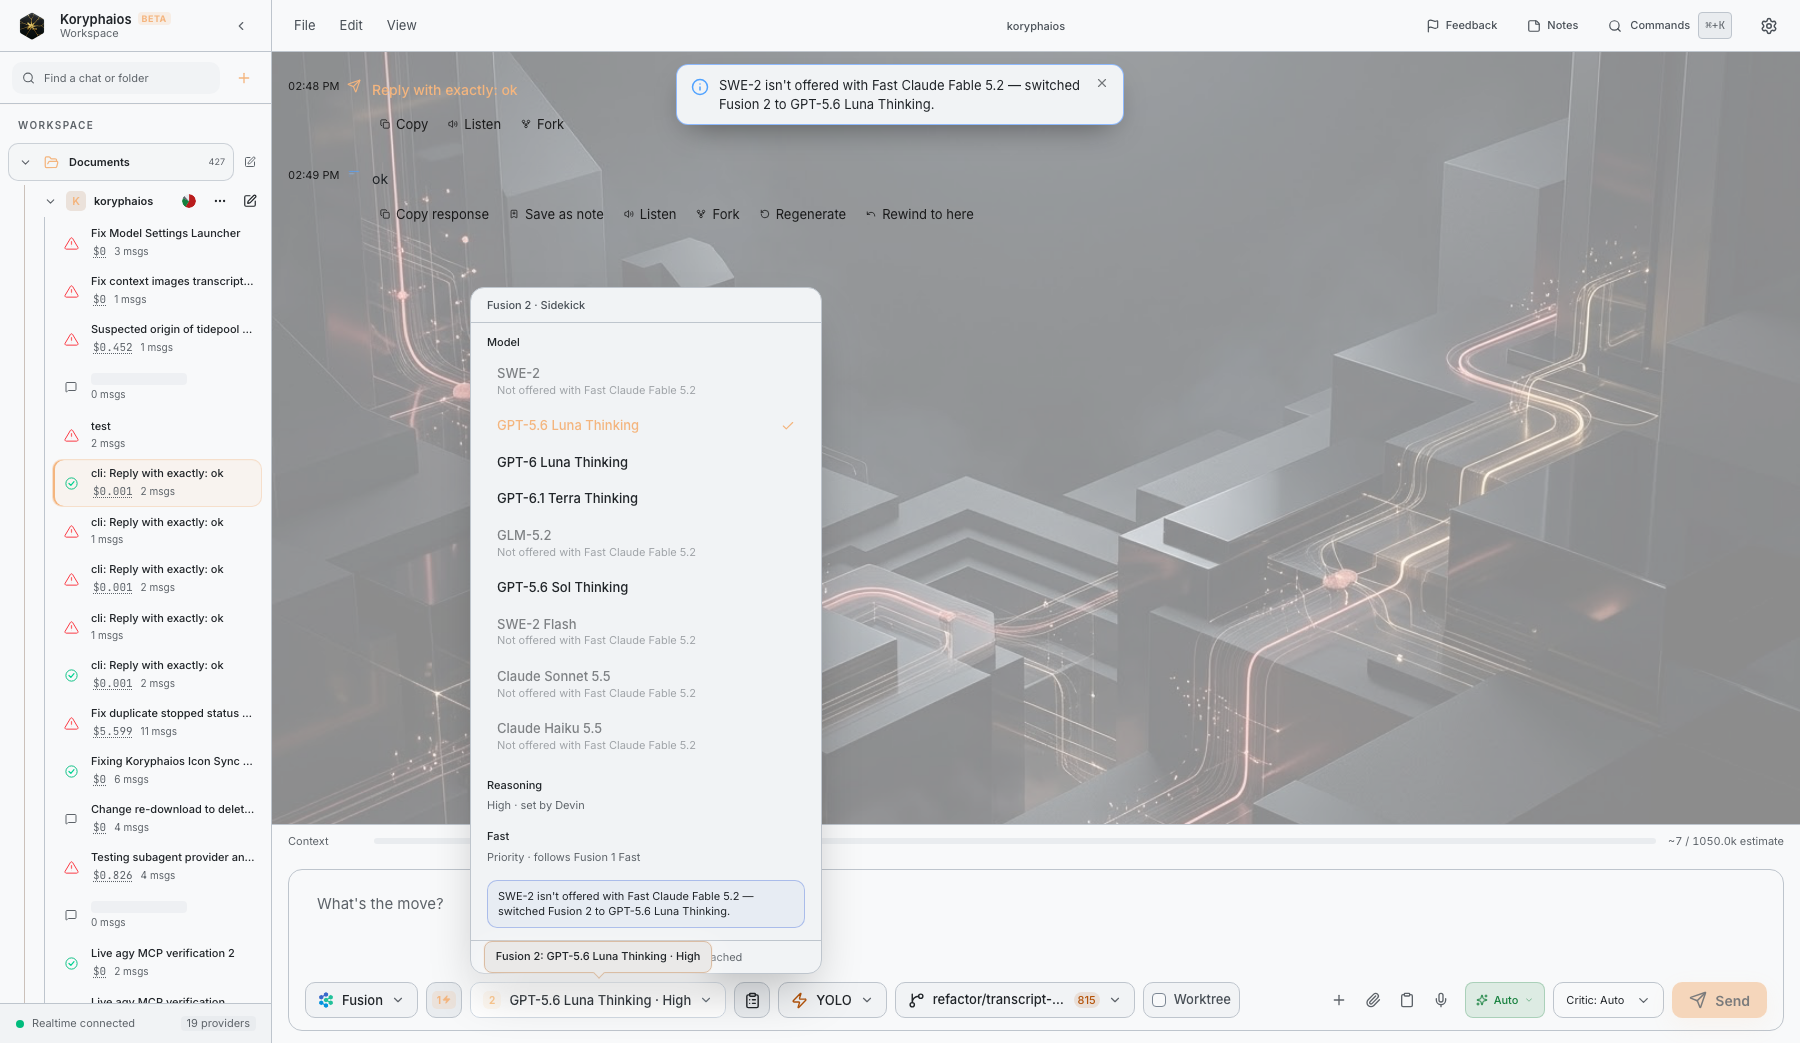 Koryphaios BETA
Workspace
File Edit View
koryphaios
Feedback Notes Commands ⌘+K
Find a chat or folder
WORKSPACE
Documents 427
K koryphaios
Fix Model Settings Launcher
$0 3 msgs
Fix context images transcript...
$0 1 msgs
Suspected origin of tidepool ...
$0.452 1 msgs
0 msgs
test
2 msgs
cli: Reply with exactly: ok
$0.001 2 msgs
cli: Reply with exactly: ok
1 msgs
cli: Reply with exactly: ok
$0.001 2 msgs
cli: Reply with exactly: ok
1 msgs
cli: Reply with exactly: ok
$0.001 2 msgs
Fix duplicate stopped status ...
$5.599 11 msgs
Fixing Koryphaios Icon Sync ...
$0 6 msgs
Change re-download to delet...
$0 4 msgs
Testing subagent provider an...
$0.826 4 msgs
0 msgs
Live agy MCP verification 2
$0 2 msgs
Live agy MCP verification
Realtime connected 19 providers
02:48 PM Reply with exactly: ok
Copy Listen Fork
SWE-2 isn't offered with Fast Claude Fable 5.2 — switched
Fusion 2 to GPT-5.6 Luna Thinking.
02:49 PM ok
Copy response Save as note Listen Fork Regenerate Rewind to here
Fusion 2 · Sidekick
Model
SWE-2
Not offered with Fast Claude Fable 5.2
GPT-5.6 Luna Thinking
GPT-6 Luna Thinking
GPT-6.1 Terra Thinking
GLM-5.2
Not offered with Fast Claude Fable 5.2
GPT-5.6 Sol Thinking
SWE-2 Flash
Not offered with Fast Claude Fable 5.2
Claude Sonnet 5.5
Not offered with Fast Claude Fable 5.2
Claude Haiku 5.5
Not offered with Fast Claude Fable 5.2
Reasoning
High · set by Devin
Fast
Priority · follows Fusion 1 Fast
SWE-2 isn't offered with Fast Claude Fable 5.2 —
switched Fusion 2 to GPT-5.6 Luna Thinking.
Fusion 2: GPT-5.6 Luna Thinking · High
ached
Context ~7 / 1050.0k estimate
What's the move?
Fusion 1 2 GPT-5.6 Luna Thinking · High YOLO refactor/transcript-... 815 Worktree Auto Critic: Auto Send